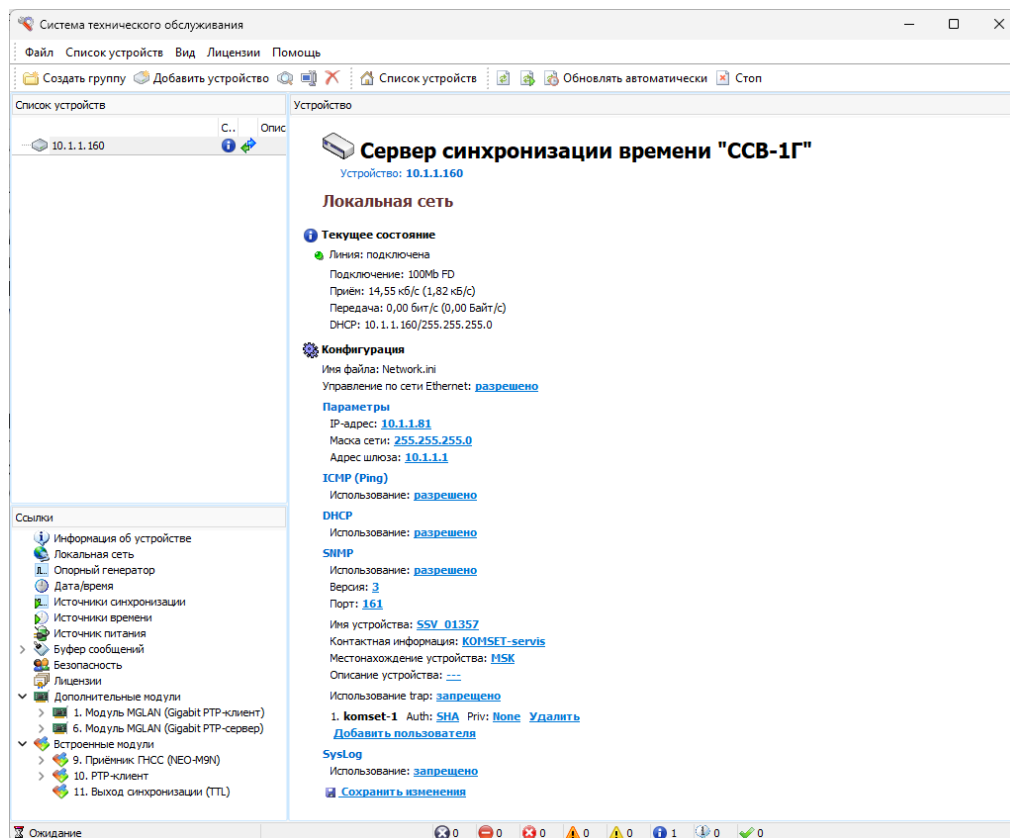 Система технического обслуживания
Файл Список устройств Вид Лицензии Помощь
Создать группу Добавить устройство Список устройств Обновлять автоматически Стоп
Список устройств
С.. Опис
10.1.1.160
Устройство
Сервер синхронизации времени "ССВ-1Г"
Устройство: 10.1.1.160
Локальная сеть
Текущее состояние
Линия: подключена
Подключение: 100Mb FD
Приём: 14,55 кб/с (1,82 кБ/с)
Передача: 0,00 бит/с (0,00 Байт/с)
DHCP: 10.1.1.160/255.255.255.0
Конфигурация
Имя файла: Network.ini
Управление по сети Ethernet: разрешено
Параметры
IP-адрес: 10.1.1.81
Маска сети: 255.255.255.0
Адрес шлюза: 10.1.1.1
ICMP (Ping)
Использование: разрешено
DHCP
Использование: разрешено
SNMP
Использование: разрешено
Версия: 3
Порт: 161
Имя устройства: SSV_01357
Контактная информация: KOMSET-servis
Местонахождение устройства: MSK
Описание устройства: ---
Использование trap: запрещено
1. komset-1 Auth: SHA Priv: None Удалить
Добавить пользователя
SysLog
Использование: запрещено
Сохранить изменения
Ссылки
Информация об устройстве
Локальная сеть
Опорный генератор
Дата/время
Источники синхронизации
Источники времени
Источник питания
Буфер сообщений
Безопасность
Лицензии
Дополнительные модули
1. Модуль MGLAN (Gigabit PTP-клиент)
6. Модуль MGLAN (Gigabit PTP-сервер)
Встроенные модули
9. Приёмник ГНСС (NEO-M9N)
10. PTP-клиент
11. Выход синхронизации (TTL)
Ожидание
0 0 0 0 0 1 0 0